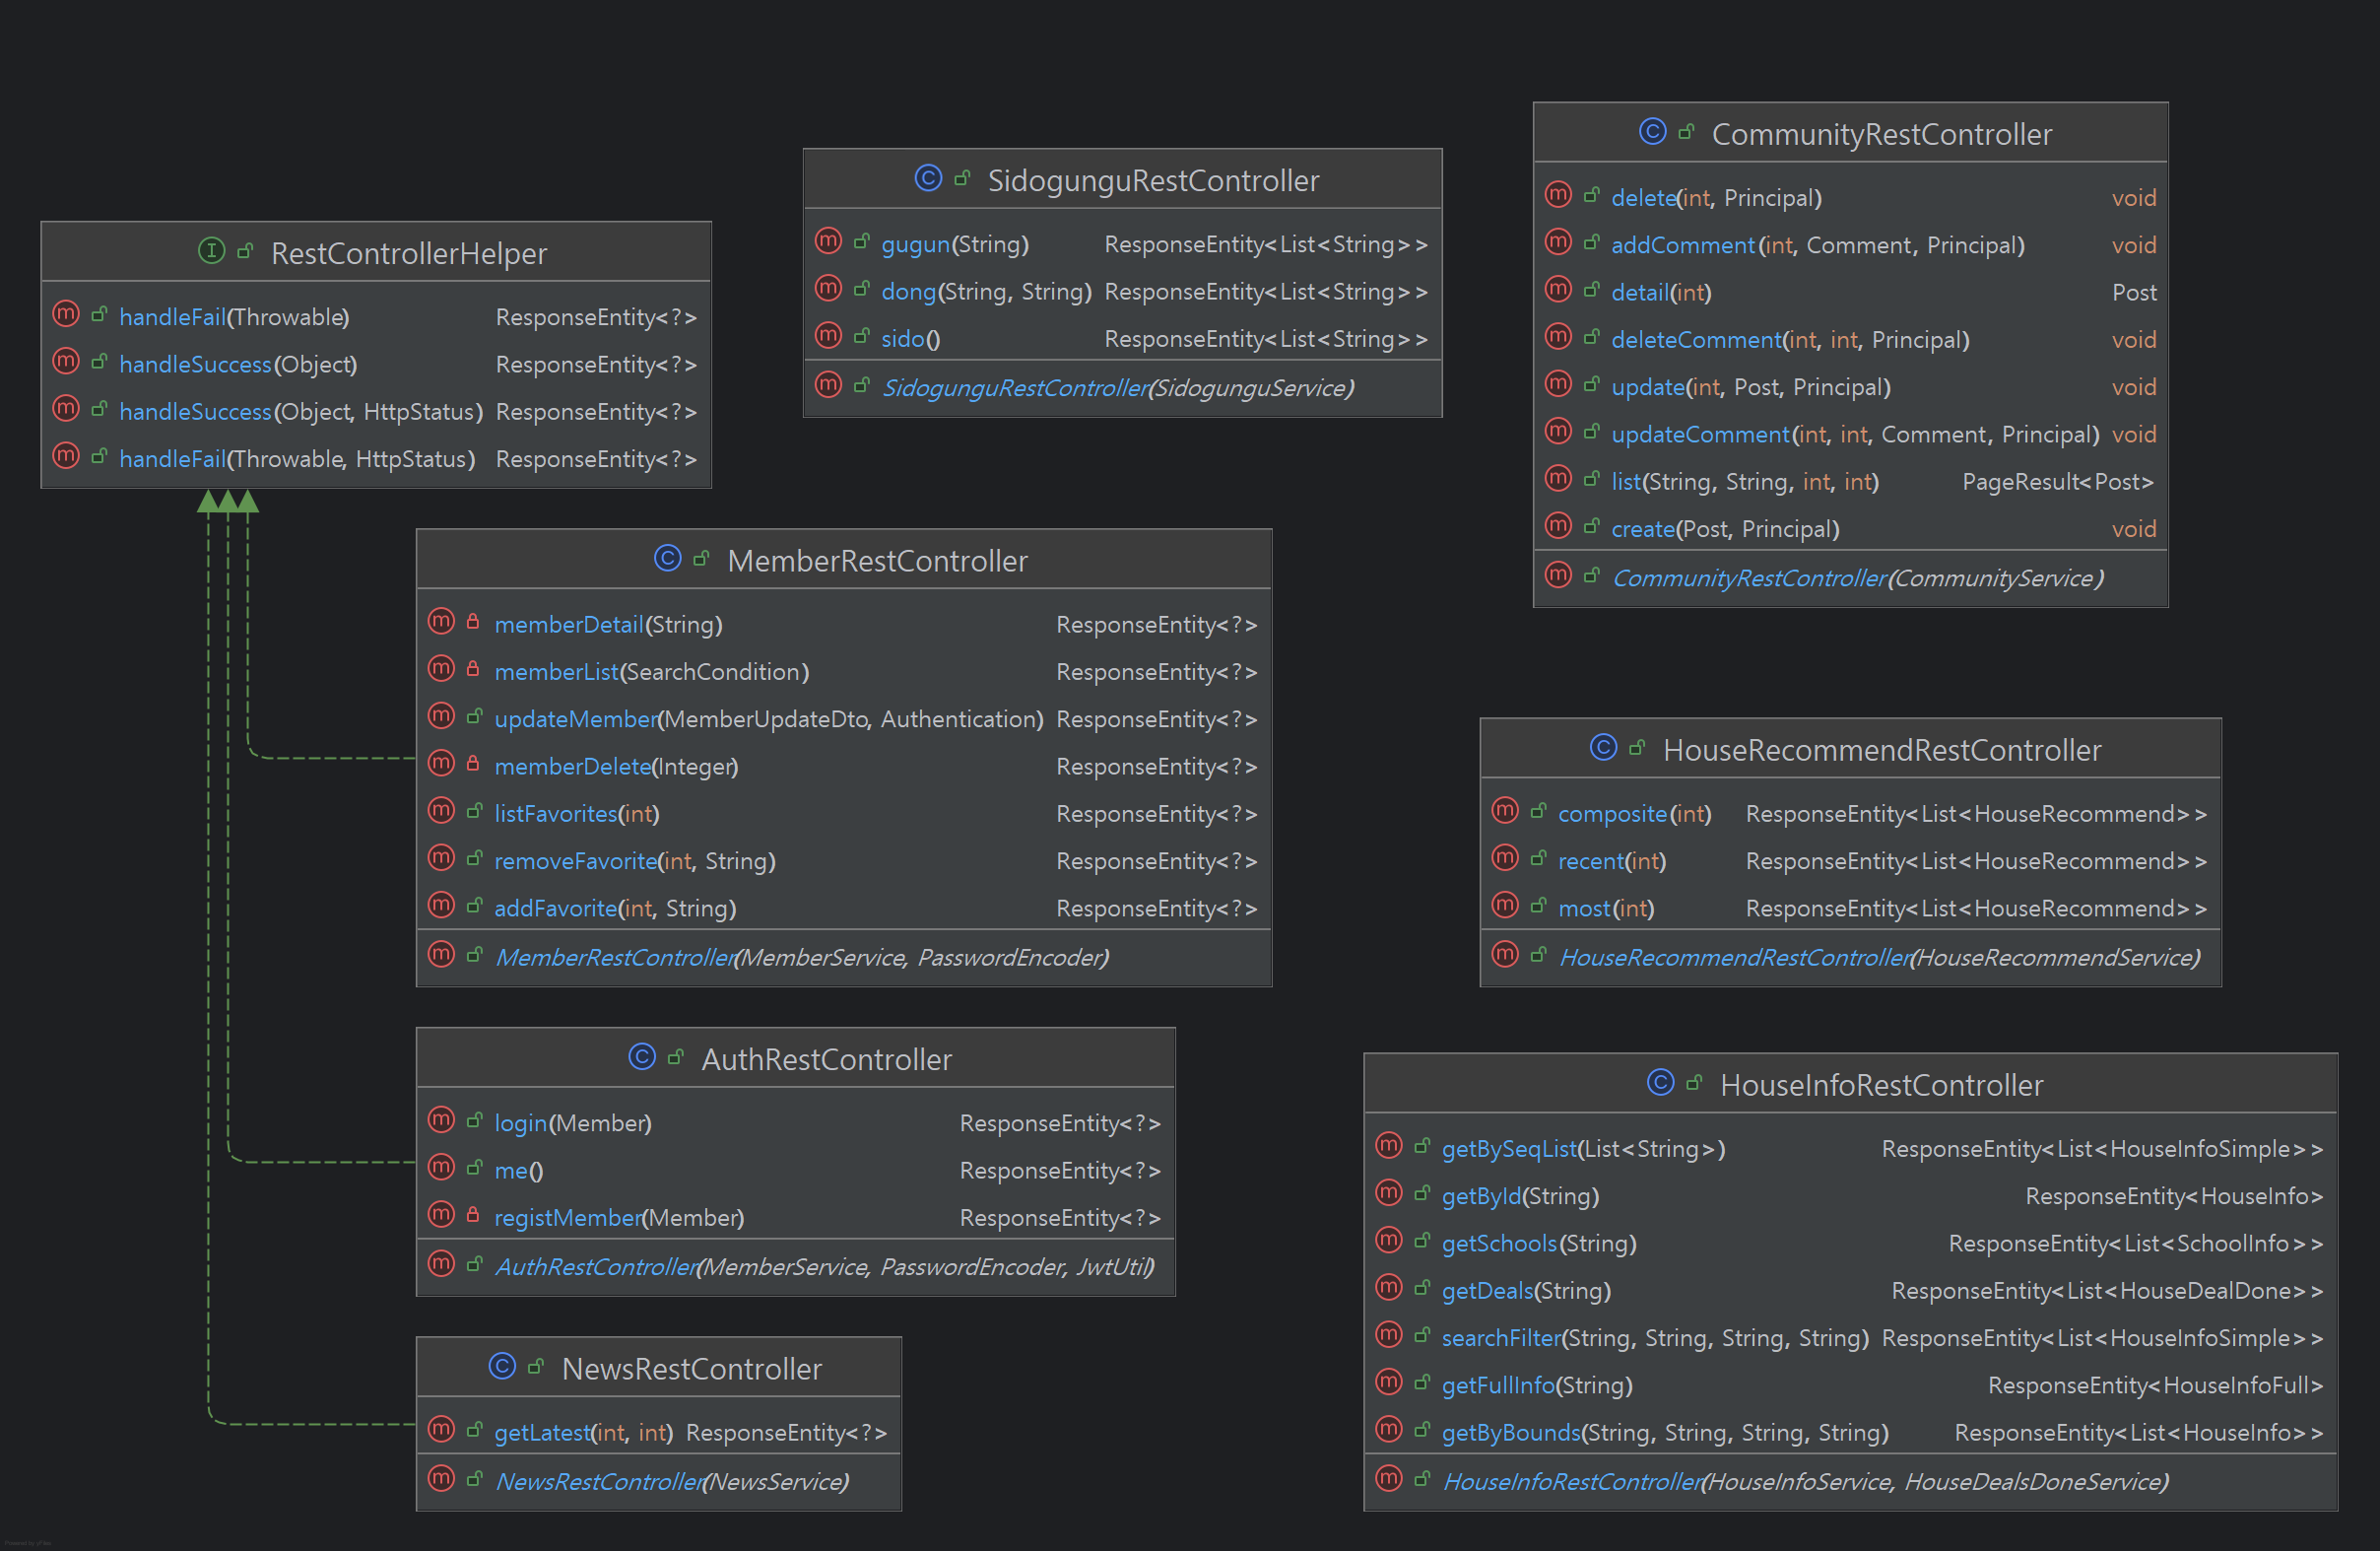 RestControllerHelper
handleFail(Throwable) ResponseEntity<?>
handleSuccess(Object) ResponseEntity<?>
handleSuccess(Object, HttpStatus) ResponseEntity<?>
handleFail(Throwable, HttpStatus) ResponseEntity<?>
SidogunguRestController
gugun(String) ResponseEntity<List<String>>
dong(String, String) ResponseEntity<List<String>>
sido() ResponseEntity<List<String>>
SidogunguRestController(SidogunguService)
CommunityRestController
delete(int, Principal) void
addComment(int, Comment, Principal) void
detail(int) Post
deleteComment(int, int, Principal) void
update(int, Post, Principal) void
updateComment(int, int, Comment, Principal) void
list(String, String, int, int) PageResult<Post>
create(Post, Principal) void
CommunityRestController(CommunityService)
MemberRestController
memberDetail(String) ResponseEntity<?>
memberList(SearchCondition) ResponseEntity<?>
updateMember(MemberUpdateDto, Authentication) ResponseEntity<?>
memberDelete(Integer) ResponseEntity<?>
listFavorites(int) ResponseEntity<?>
removeFavorite(int, String) ResponseEntity<?>
addFavorite(int, String) ResponseEntity<?>
MemberRestController(MemberService, PasswordEncoder)
HouseRecommendRestController
composite(int) ResponseEntity<List<HouseRecommend>>
recent(int) ResponseEntity<List<HouseRecommend>>
most(int) ResponseEntity<List<HouseRecommend>>
HouseRecommendRestController(HouseRecommendService)
AuthRestController
login(Member) ResponseEntity<?>
me() ResponseEntity<?>
registMember(Member) ResponseEntity<?>
AuthRestController(MemberService, PasswordEncoder, JwtUtil)
HouseInfoRestController
getBySeqList(List<String>) ResponseEntity<List<HouseInfoSimple>>
getById(String) ResponseEntity<HouseInfo>
getSchools(String) ResponseEntity<List<SchoolInfo>>
getDeals(String) ResponseEntity<List<HouseDealDone>>
searchFilter(String, String, String, String) ResponseEntity<List<HouseInfoSimple>>
getFullInfo(String) ResponseEntity<HouseInfoFull>
getByBounds(String, String, String, String) ResponseEntity<List<HouseInfo>>
HouseInfoRestController(HouseInfoService, HouseDealsDoneService)
NewsRestController
getLatest(int, int) ResponseEntity<?>
NewsRestController(NewsService)